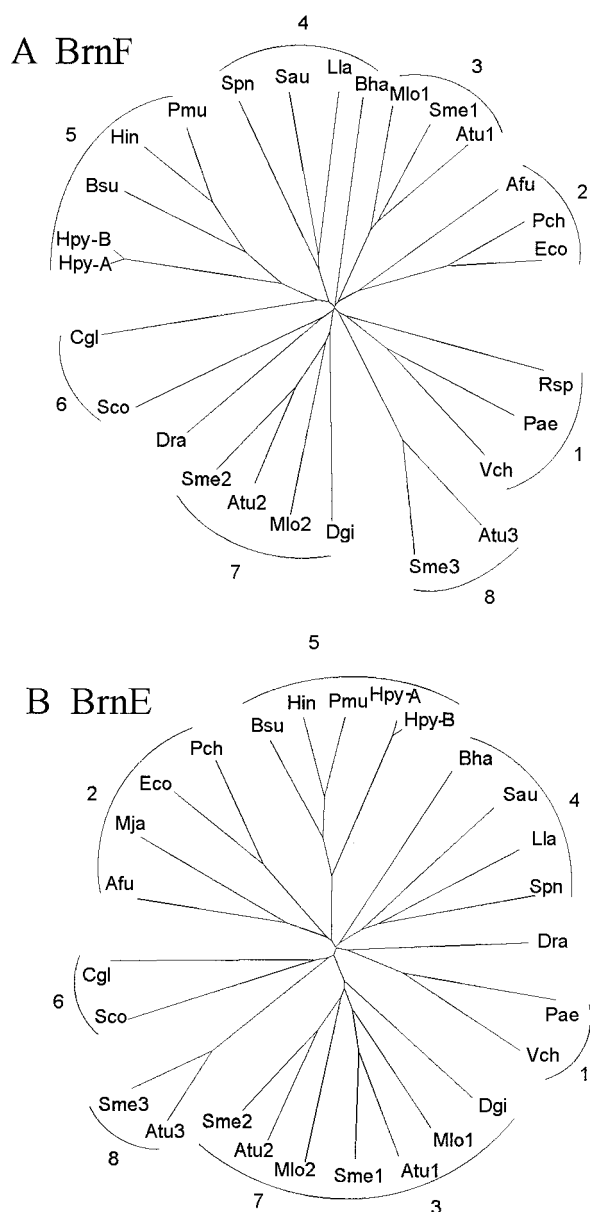 A BrnF
4
3
5
2
Spn
Sau
Lla
Bha
Mlo1
Sme1
Atu1
Pmu
Hin
Bsu
Hpy-B
Hpy-A
Afu
Pch
Eco
Cgl
6
Sco
Dra
Sme2
Atu2
Mlo2
Dgi
7
Rsp
Pae
Vch
1
Atu3
Sme3
8
B BrnE
5
2
4
Pch
Eco
Mja
Afu
Bsu
Hin
Pmu
Hpy-A
Hpy-B
Bha
Sau
Lla
Spn
Dra
Cgl
6
Sco
Pae
Vch
1
Sme3
Atu3
8
Sme2
Atu2
Mlo2
Sme1
Atu1
Mlo1
Dgi
7
3